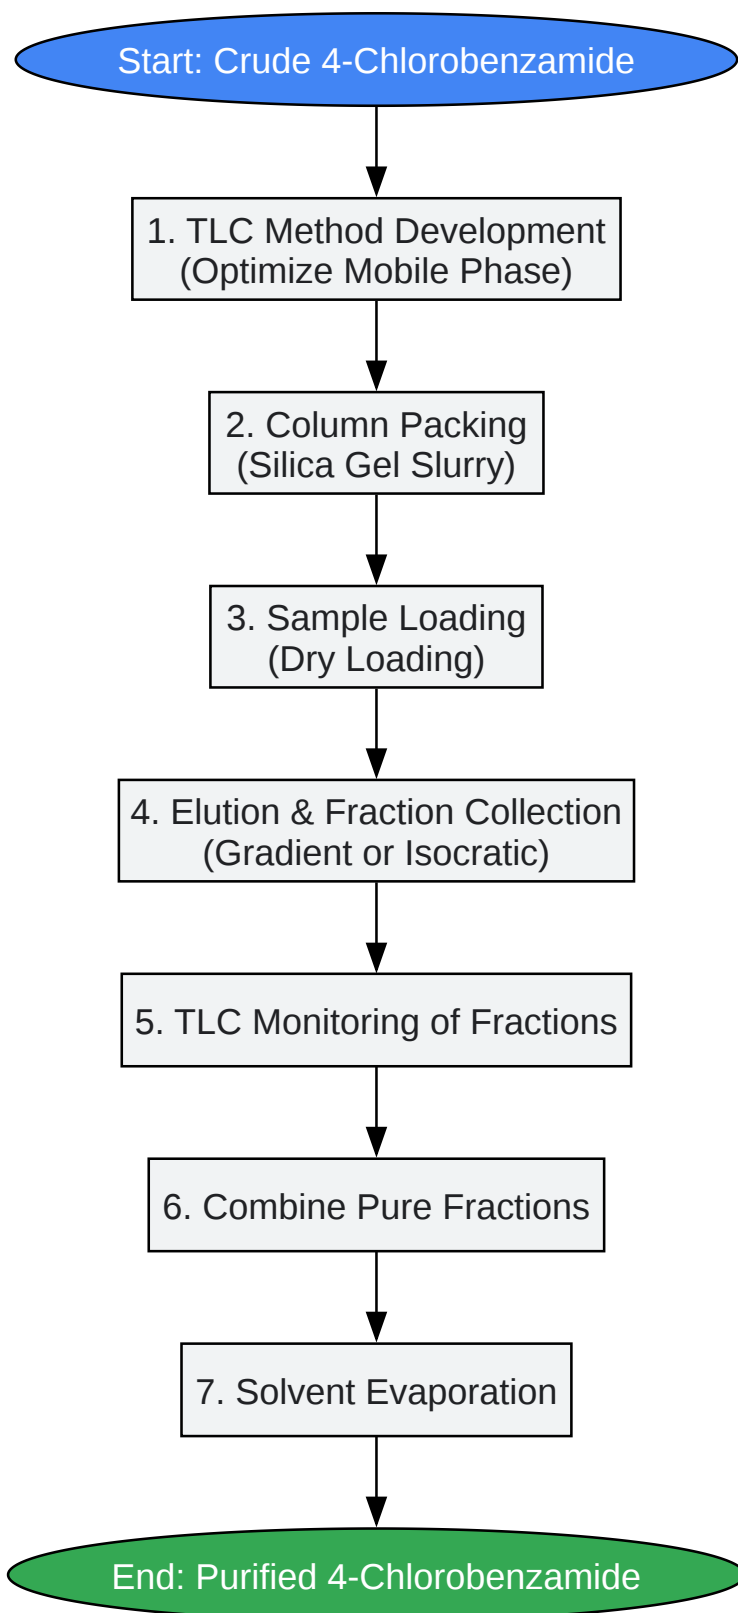 Start: Crude 4-Chlorobenzamide
1. TLC Method Development
(Optimize Mobile Phase)
2. Column Packing
(Silica Gel Slurry)
3. Sample Loading
(Dry Loading)
4. Elution & Fraction Collection
(Gradient or Isocratic)
5. TLC Monitoring of Fractions
6. Combine Pure Fractions
7. Solvent Evaporation
End: Purified 4-Chlorobenzamide